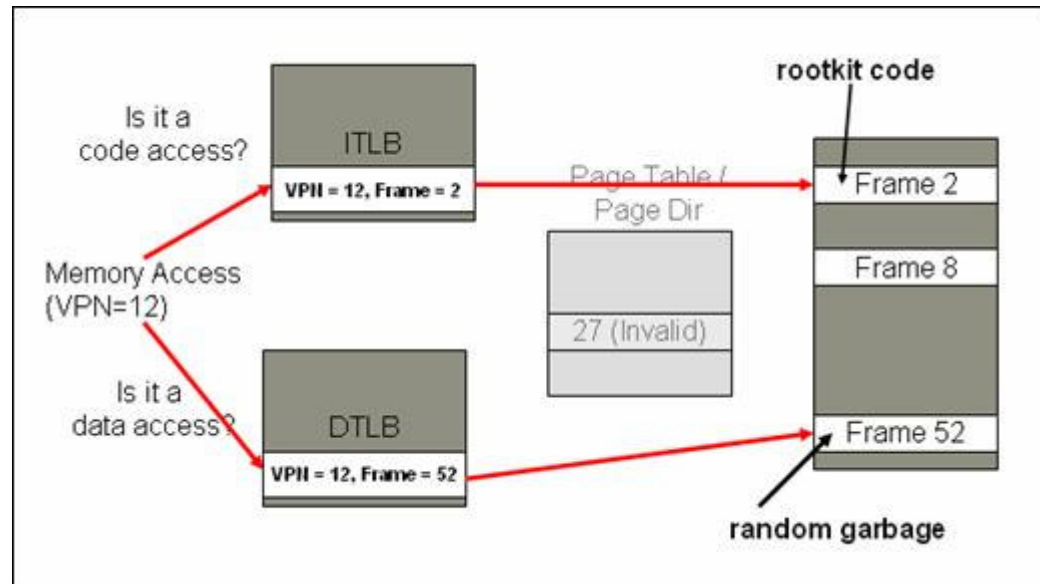 rootkit code
Is it a
code access?
ITLB
VPN = 12, Frame = 2
Page Table /
Page Dir
Frame 2
Memory Access
(VPN=12)
Frame 8
27 (Invalid)
Is it a
data access?
DTLB
VPN = 12, Frame = 52
Frame 52
random garbage